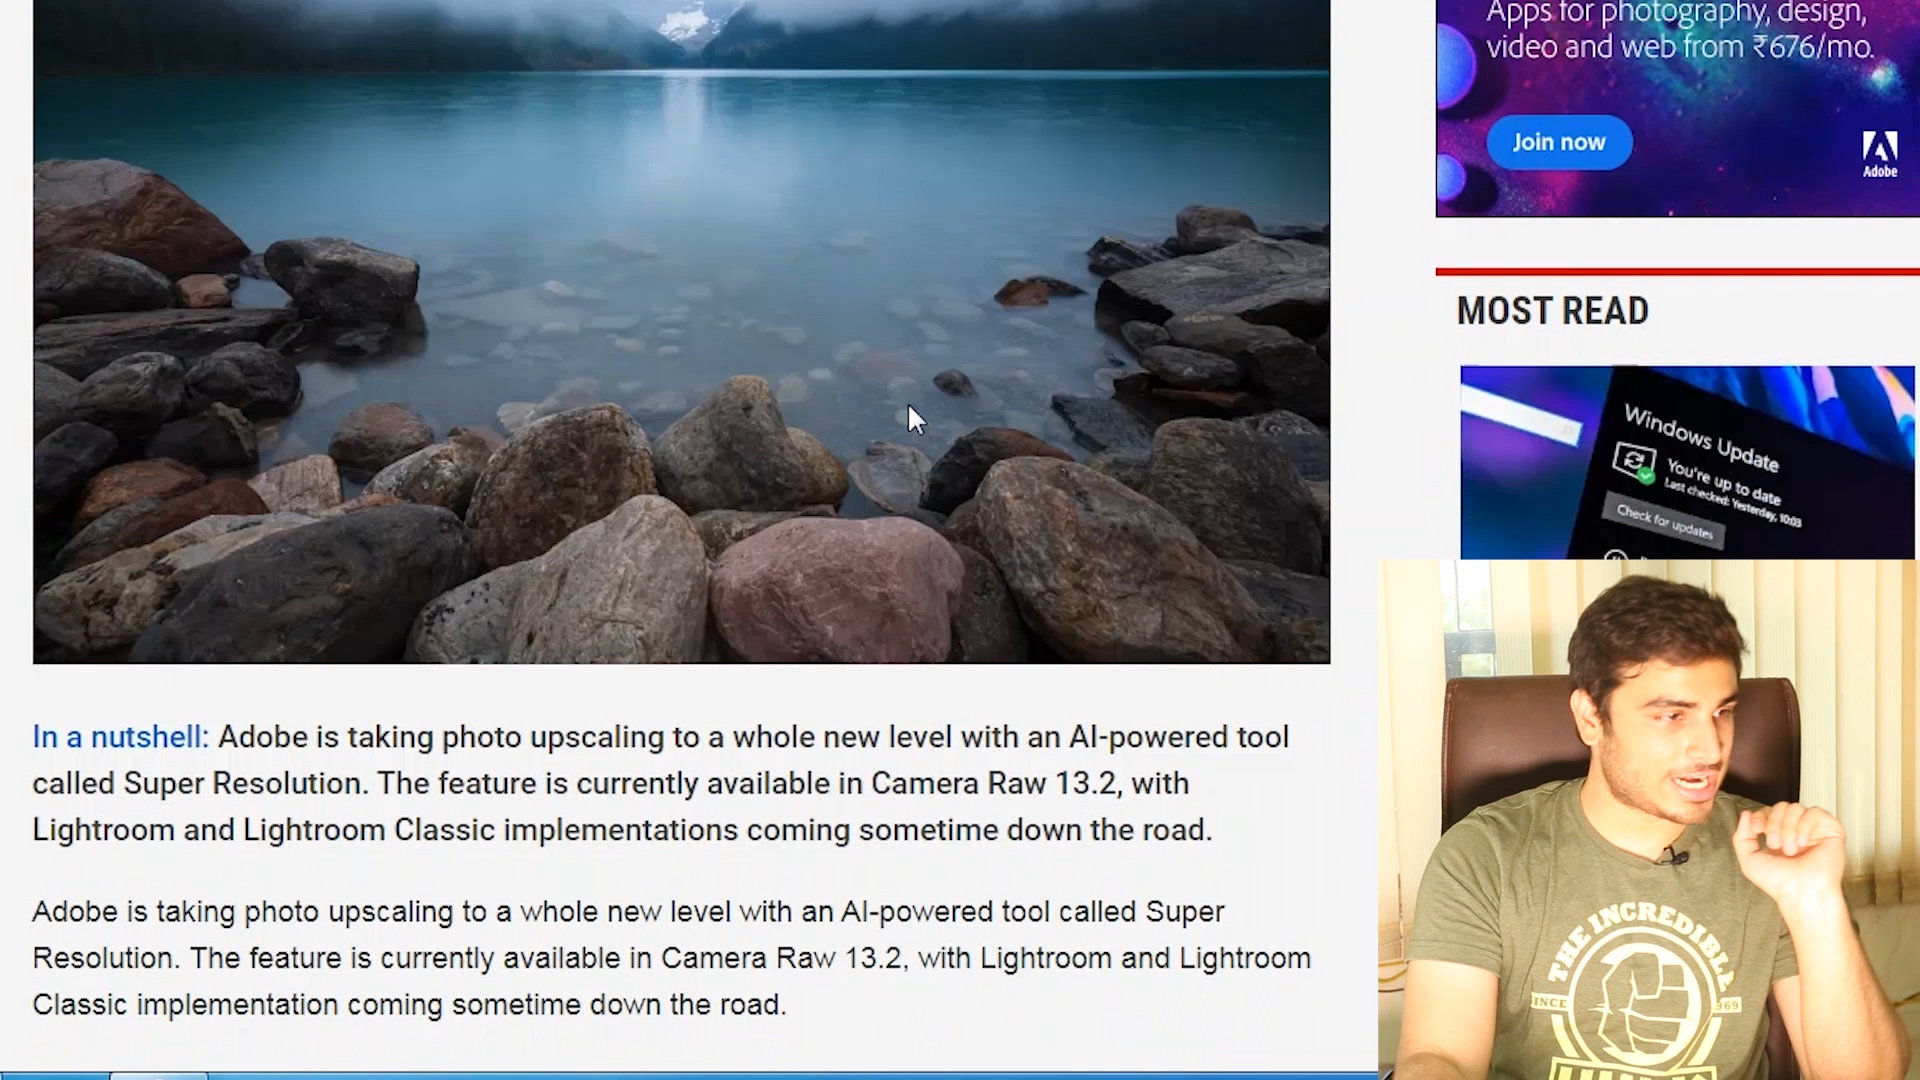 Apps for photography, design,
video and web from ₹676/mo.
Join now
Adobe
MOST READ
Windows Update
You're up to date
Last checked: Yesterday, 10:03
Check for updates
In a nutshell: Adobe is taking photo upscaling to a whole new level with an AI-powered tool
called Super Resolution. The feature is currently available in Camera Raw 13.2, with
Lightroom and Lightroom Classic implementations coming sometime down the road.
Adobe is taking photo upscaling to a whole new level with an AI-powered tool called Super
Resolution. The feature is currently available in Camera Raw 13.2, with Lightroom and Lightroom
Classic implementation coming sometime down the road.
THE INCREDIBLE